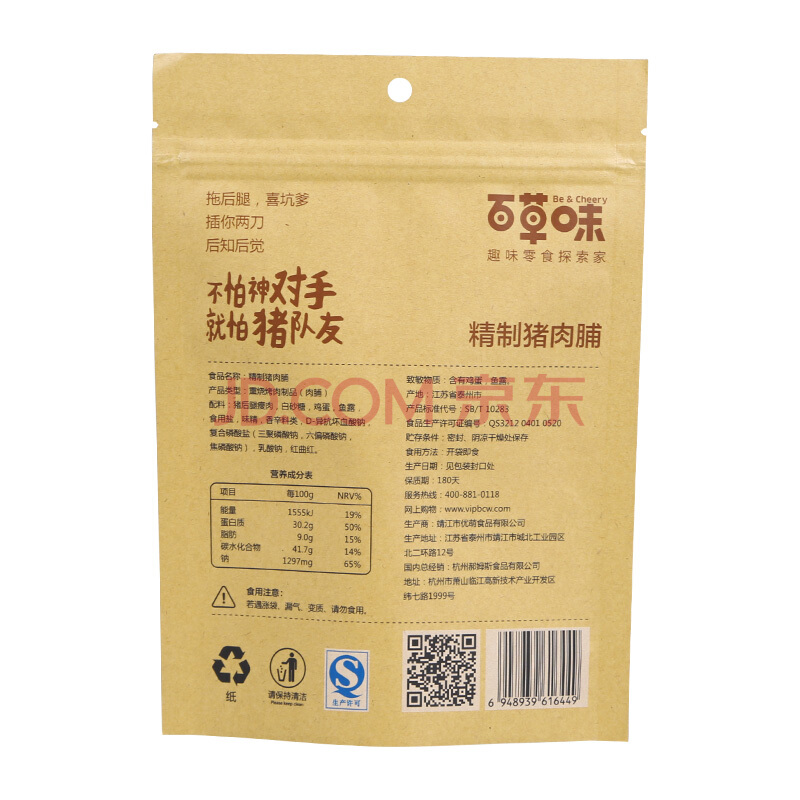 拖后腿，喜坑爹
插你两刀
后知后觉
不怕神对手
就怕猪队友
Be & Cheery
百草味
趣味零食探索家
精制猪肉脯
食品名称：精制猪肉脯
产品类型：熏烧烤肉制品（肉脯）
配料：猪后腿瘦肉，白砂糖，鸡蛋，鱼露，
食用盐，味精，香辛料类，D-异抗坏血酸钠，
复合磷酸盐（三聚磷酸钠，六偏磷酸钠，
焦磷酸钠），乳酸钠，红曲红。
营养成分表
项目 每100g NRV%
能量 1555kJ 19%
蛋白质 30.2g 50%
脂肪 9.0g 15%
碳水化合物 41.7g 14%
钠 1297mg 65%
食用注意：
若遇涨袋，漏气，变质，请勿食用。
致敏物质：含有鸡蛋，鱼露。
产地：江苏省泰州市
产品标准代号：SB/T 10283
食品生产许可证编号：QS3212 0401 0520
贮存条件：密封、阴凉干燥处保存
食用方法：开袋即食
生产日期：见包装封口处
保质期：180天
服务热线：400-881-0118
网上购物：www.vipbcw.com
生产商：靖江市优萌食品有限公司
生产地址：江苏省泰州市靖江市城北工业园区
北二环路12号
国内总经销：杭州郝姆斯食品有限公司
地址：杭州市萧山临江高新技术产业开发区
纬七路1999号
JD.COM 京东
纸
请保持清洁
Please keep clean
生产许可
6 948939 616449